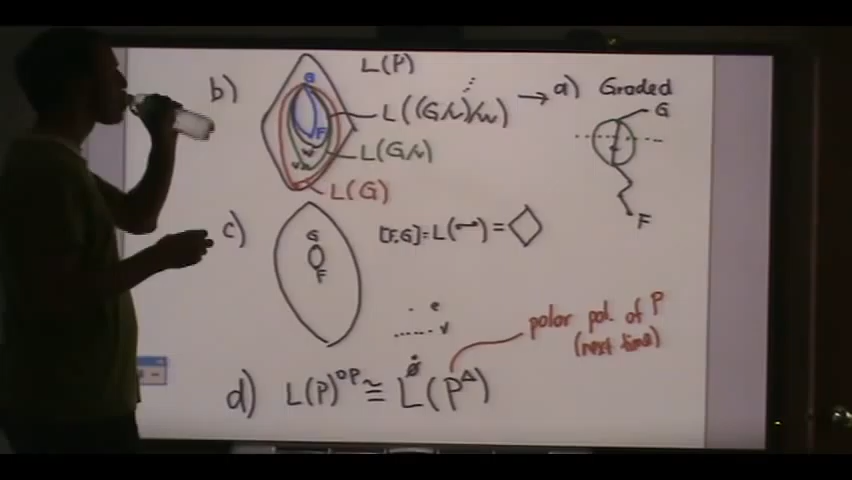 b)
L(P)
G
F
L((G/v)/w)
L(G/v)
L(G)
→ a) Graded
G
F
c)
G
F
[F,G] = L(⟶) = ◇
e
v
ø
polar pol. of P
(next time)
d) L(P)^op ≅ L(P^Δ)